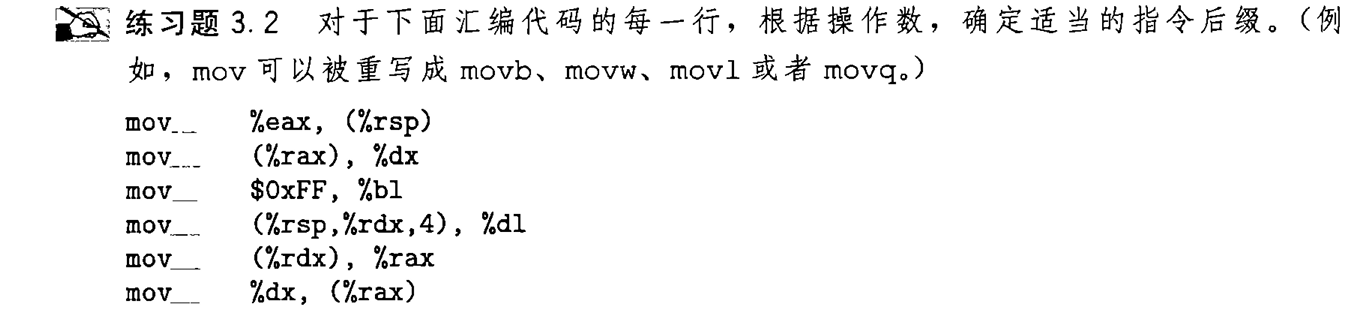 练习题 3.2 对于下面汇编代码的每一行，根据操作数，确定适当的指令后缀。（例
如，mov 可以被重写成 movb、movw、movl 或者 movq。）
mov__ %eax, (%rsp)
mov__ (%rax), %dx
mov__ $0xFF, %bl
mov__ (%rsp,%rdx,4), %dl
mov__ (%rdx), %rax
mov__ %dx, (%rax)